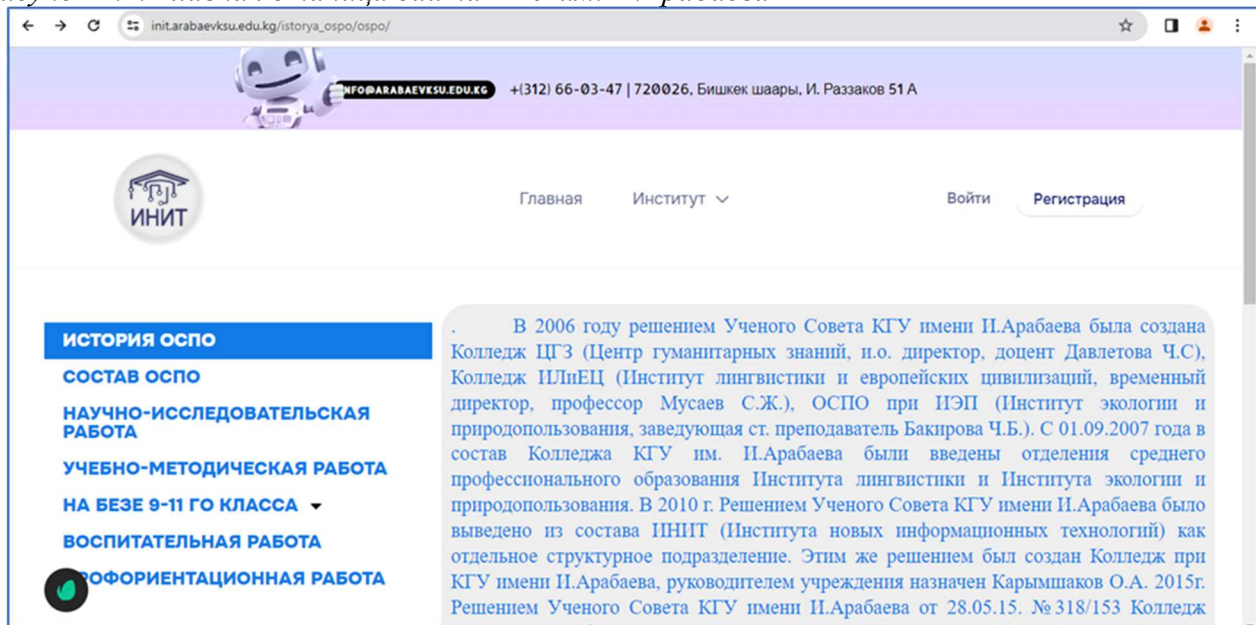 init.arabaevksu.edu.kg/istorya_ospo/ospo/
NFO@ARABAEVKSU.EDU.KG +(312) 66-03-47 | 720026, Бишкек шаары, И. Раззаков 51 А
ИНИТ
Главная Институт Войти Регистрация
ИСТОРИЯ ОСПО
СОСТАВ ОСПО
НАУЧНО-ИССЛЕДОВАТЕЛЬСКАЯ
РАБОТА
УЧЕБНО-МЕТОДИЧЕСКАЯ РАБОТА
НА БЕЗЕ 9-11 ГО КЛАССА
ВОСПИТАТЕЛЬНАЯ РАБОТА
РОФОРИЕНТАЦИОННАЯ РАБОТА
. В 2006 году решением Ученого Совета КГУ имени И.Арабаева была создана
Колледж ЦГЗ (Центр гуманитарных знаний, и.о. директор, доцент Давлетова Ч.С),
Колледж ИЛиЕЦ (Институт лингвистики и европейских цивилизаций, временный
директор, профессор Мусаев С.Ж.), ОСПО при ИЭП (Институт экологии и
природопользования, заведующая ст. преподаватель Бакирова Ч.Б.). С 01.09.2007 года в
состав Колледжа КГУ им. И.Арабаева были введены отделения среднего
профессионального образования Института лингвистики и Института экологии и
природопользования. В 2010 г. Решением Ученого Совета КГУ имени И.Арабаева было
выведено из состава ИНИТ (Института новых информационных технологий) как
отдельное структурное подразделение. Этим же решением был создан Колледж при
КГУ имени И.Арабаева, руководителем учреждения назначен Карымшаков О.А. 2015г.
Решением Ученого Совета КГУ имени И.Арабаева от 28.05.15. № 318/153 Колледж